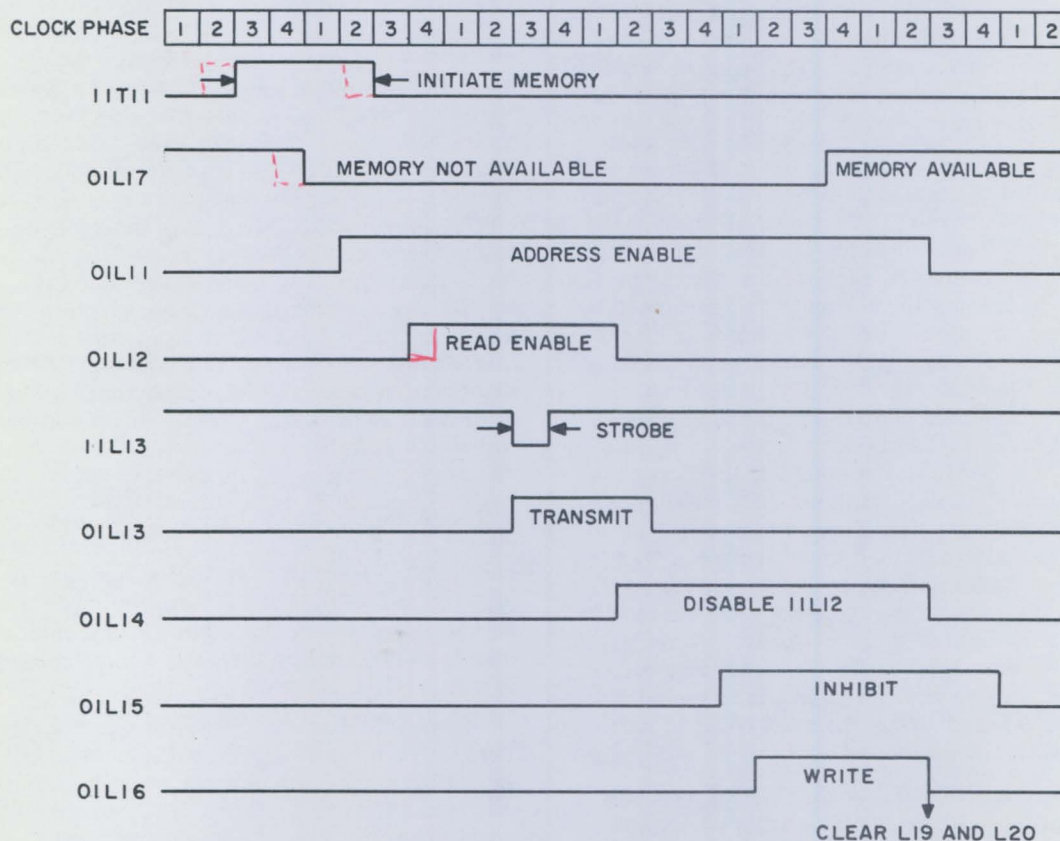 CLOCK PHASE 1 2 3 4 1 2 3 4 1 2 3 4 1 2 3 4 1 2 3 4 1 2 3 4 1 2
11T11 INITIATE MEMORY
01L17 MEMORY NOT AVAILABLE MEMORY AVAILABLE
01L11 ADDRESS ENABLE
01L12 READ ENABLE
11L13 STROBE
01L13 TRANSMIT
01L14 DISABLE 11L12
01L15 INHIBIT
01L16 WRITE
CLEAR L19 AND L20